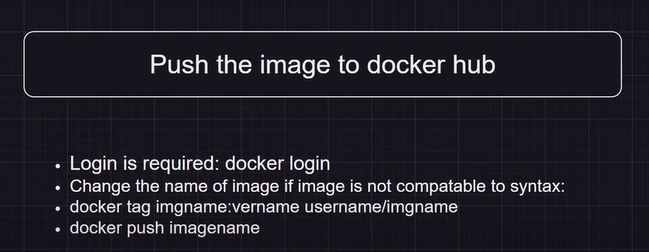 Push the image to docker hub
• Login is required: docker login
• Change the name of image if image is not compatable to syntax:
• docker tag imgname:vername username/imgname
• docker push imagename